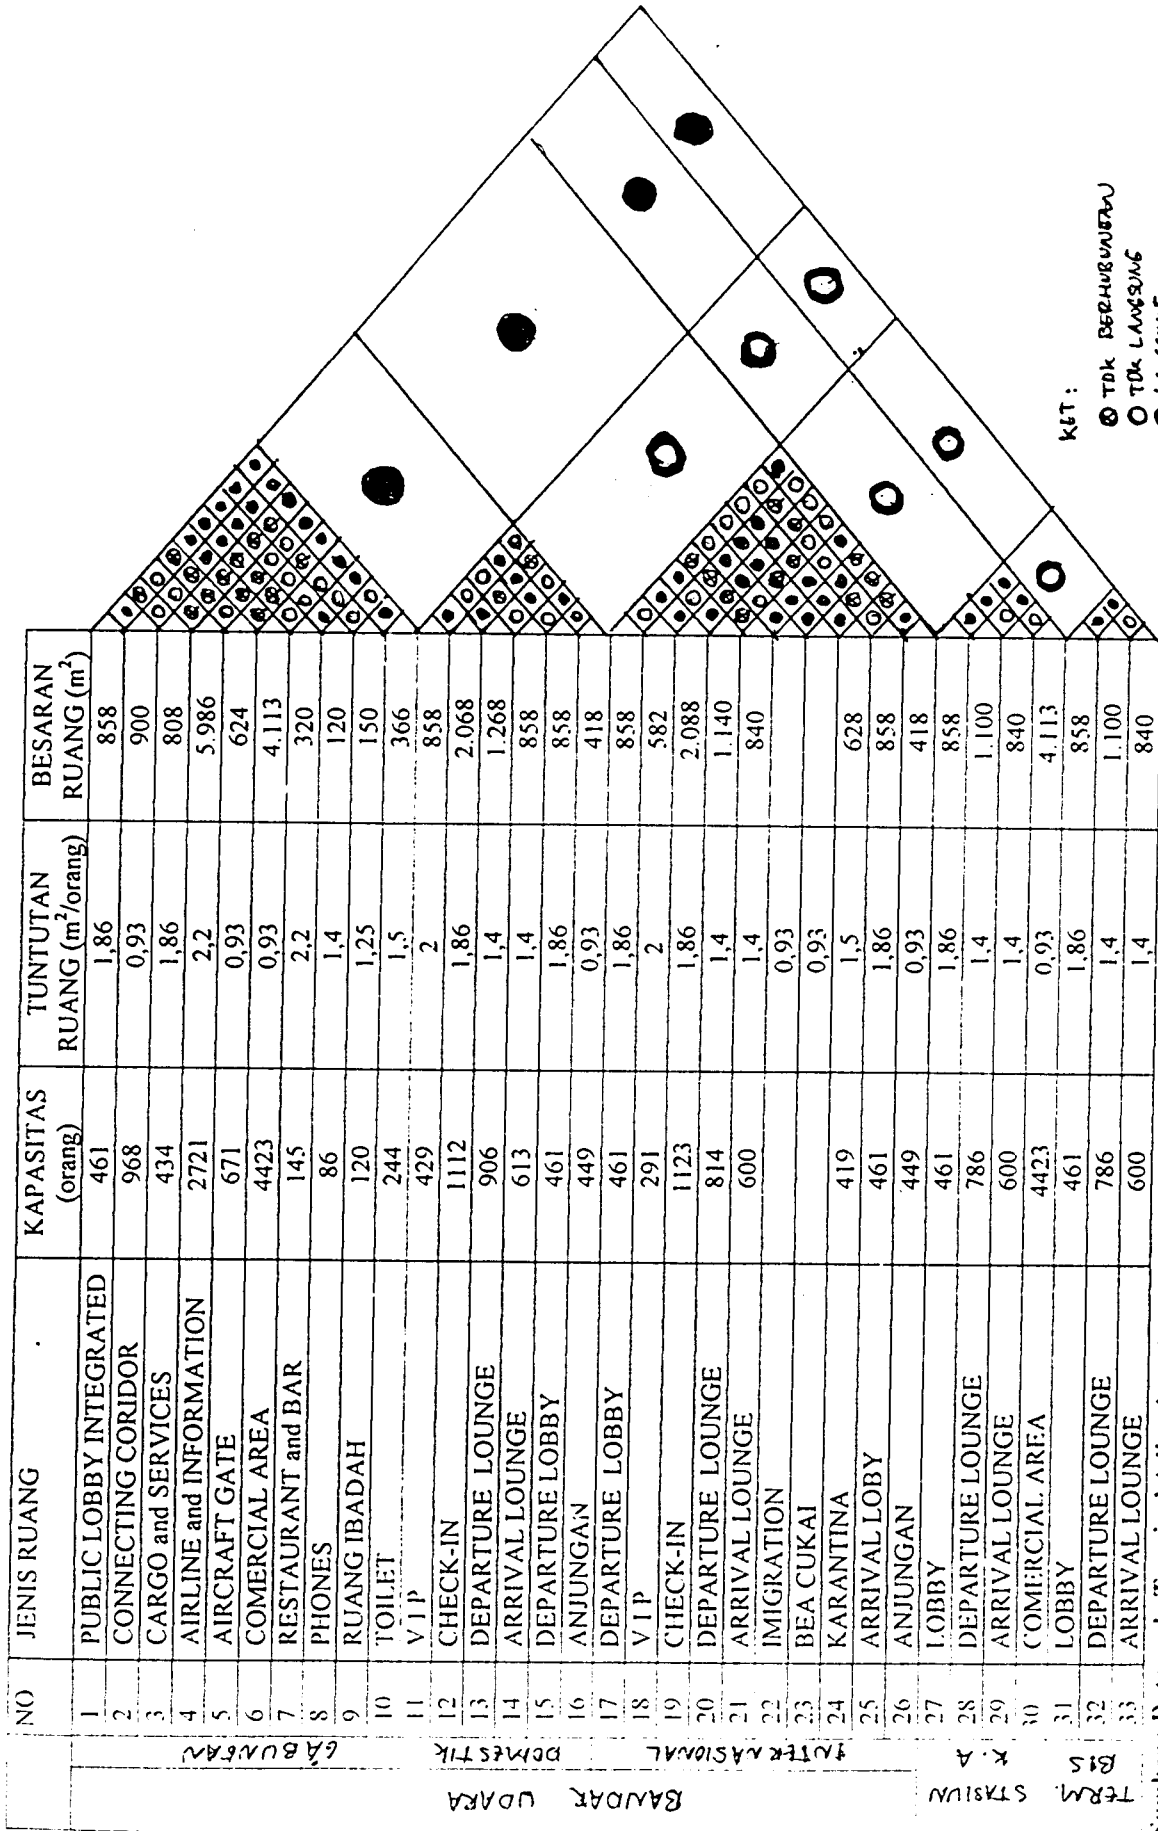 NO JENIS RUANG KAPASITAS (orang) TUNTUTAN RUANG (m²/orang) BESARAN RUANG (m²)
BANDAR UDARA
GABUNGAN
1 PUBLIC LOBBY INTEGRATED 461 1,86 858
2 CONNECTING CORIDOR 968 0,93 900
3 CARGO and SERVICES 434 1,86 808
4 AIRLINE and INFORMATION 2721 2,2 5.986
5 AIRCRAFT GATE 671 0,93 624
6 COMERCIAL AREA 4423 0,93 4.113
7 RESTAURANT and BAR 145 2,2 320
8 PHONES 86 1,4 120
9 RUANG IBADAH 120 1,25 150
10 TOILET 244 1,5 366
DOMESTIK
11 V I P 429 2 858
12 CHECK-IN 1112 1,86 2.068
13 DEPARTURE LOUNGE 906 1,4 1.268
14 ARRIVAL LOUNGE 613 1,4 858
15 DEPARTURE LOBBY 461 1,86 858
16 ANJUNGAN 449 0,93 418
INTERNASIONAL
17 DEPARTURE LOBBY 461 1,86 858
18 V I P 291 2 582
19 CHECK-IN 1123 1,86 2.088
20 DEPARTURE LOUNGE 814 1,4 1.140
21 ARRIVAL LOUNGE 600 1,4 840
22 IMIGRATION 0,93
23 BEA CUKAI 0,93
24 KARANTINA 419 1,5 628
25 ARRIVAL LOBY 461 1,86 858
26 ANJUNGAN 449 0,93 418
STASIUN K.A
27 LOBBY 461 1,86 858
28 DEPARTURE LOUNGE 786 1,4 1.100
29 ARRIVAL LOUNGE 600 1,4 840
30 COMERCIAL AREA 4423 0,93 4.113
TERM. BIS
31 LOBBY 461 1,86 858
32 DEPARTURE LOUNGE 786 1,4 1.100
33 ARRIVAL LOUNGE 600 1,4 840
KET :
TDK BERHUBUNGAN
TDK LANGSUNG